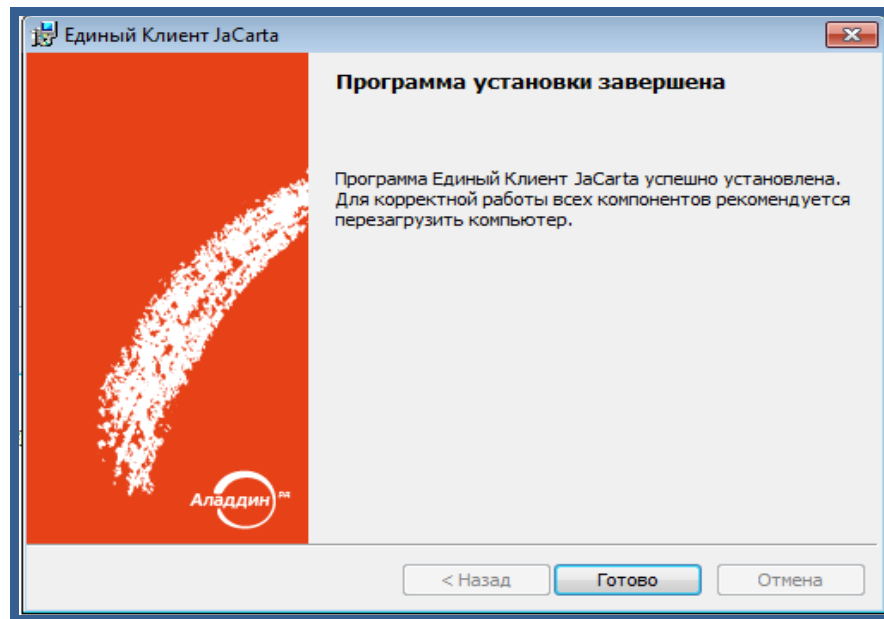 Единый Клиент JaCarta
Программа установки завершена
Программа Единый Клиент JaCarta успешно установлена.
Для корректной работы всех компонентов рекомендуется
перезагрузить компьютер.
Аладдин РД
< Назад
Готово
Отмена